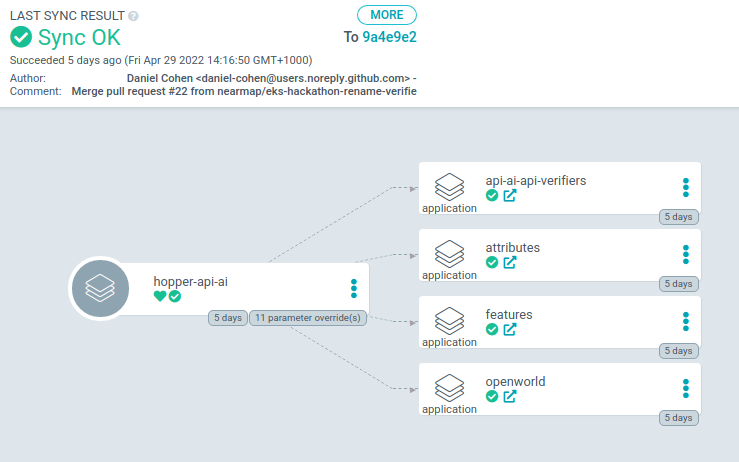 LAST SYNC RESULT
MORE
Sync OK
To 9a4e9e2
Succeeded 5 days ago (Fri Apr 29 2022 14:16:50 GMT+1000)
Author: Daniel Cohen <daniel-cohen@users.noreply.github.com> -
Comment: Merge pull request #22 from nearmap/eks-hackathon-rename-verifie
api-ai-api-verifiers
application
5 days
attributes
application
5 days
hopper-api-ai
5 days 11 parameter override(s)
features
application
5 days
openworld
application
5 days